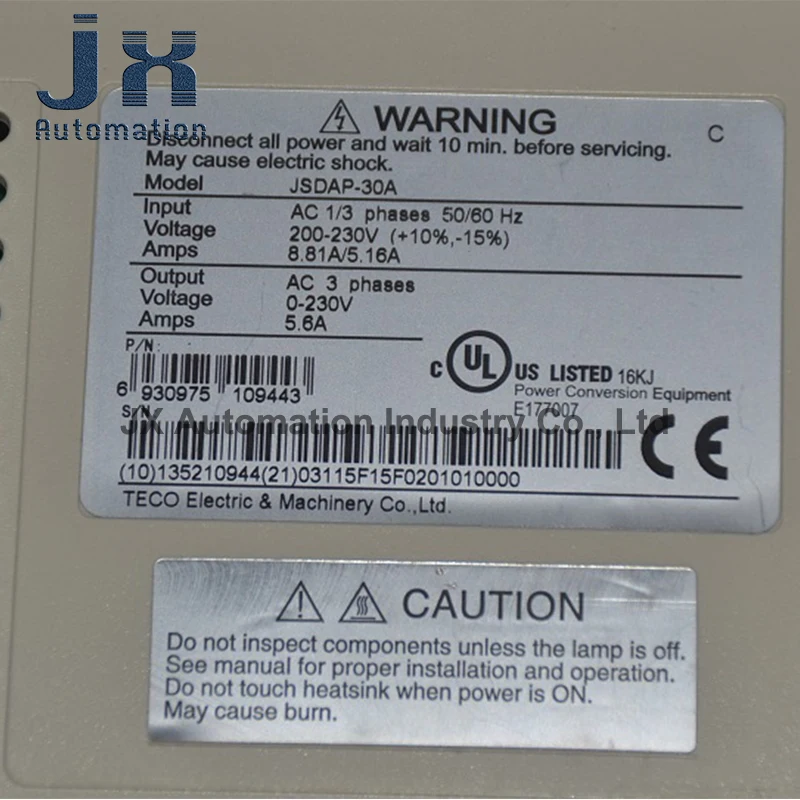 JX
Automation
WARNING
C
Disconnect all power and wait 10 min. before servicing.
May cause electric shock.
Model JSDAP-30A
Input AC 1/3 phases 50/60 Hz
Voltage 200-230V (+10%,-15%)
Amps 8.81A/5.16A
Output AC 3 phases
Voltage 0-230V
Amps 5.6A
P/N:
6 930975 109443
C UL US LISTED 16KJ
Power Conversion Equipment
E177007
S/N
JX Automation Industry Co., Ltd
CE
(10)135210944(21)03115F15F0201010000
TECO Electric & Machinery Co.,Ltd.
CAUTION
Do not inspect components unless the lamp is off.
See manual for proper installation and operation.
Do not touch heatsink when power is ON.
May cause burn.